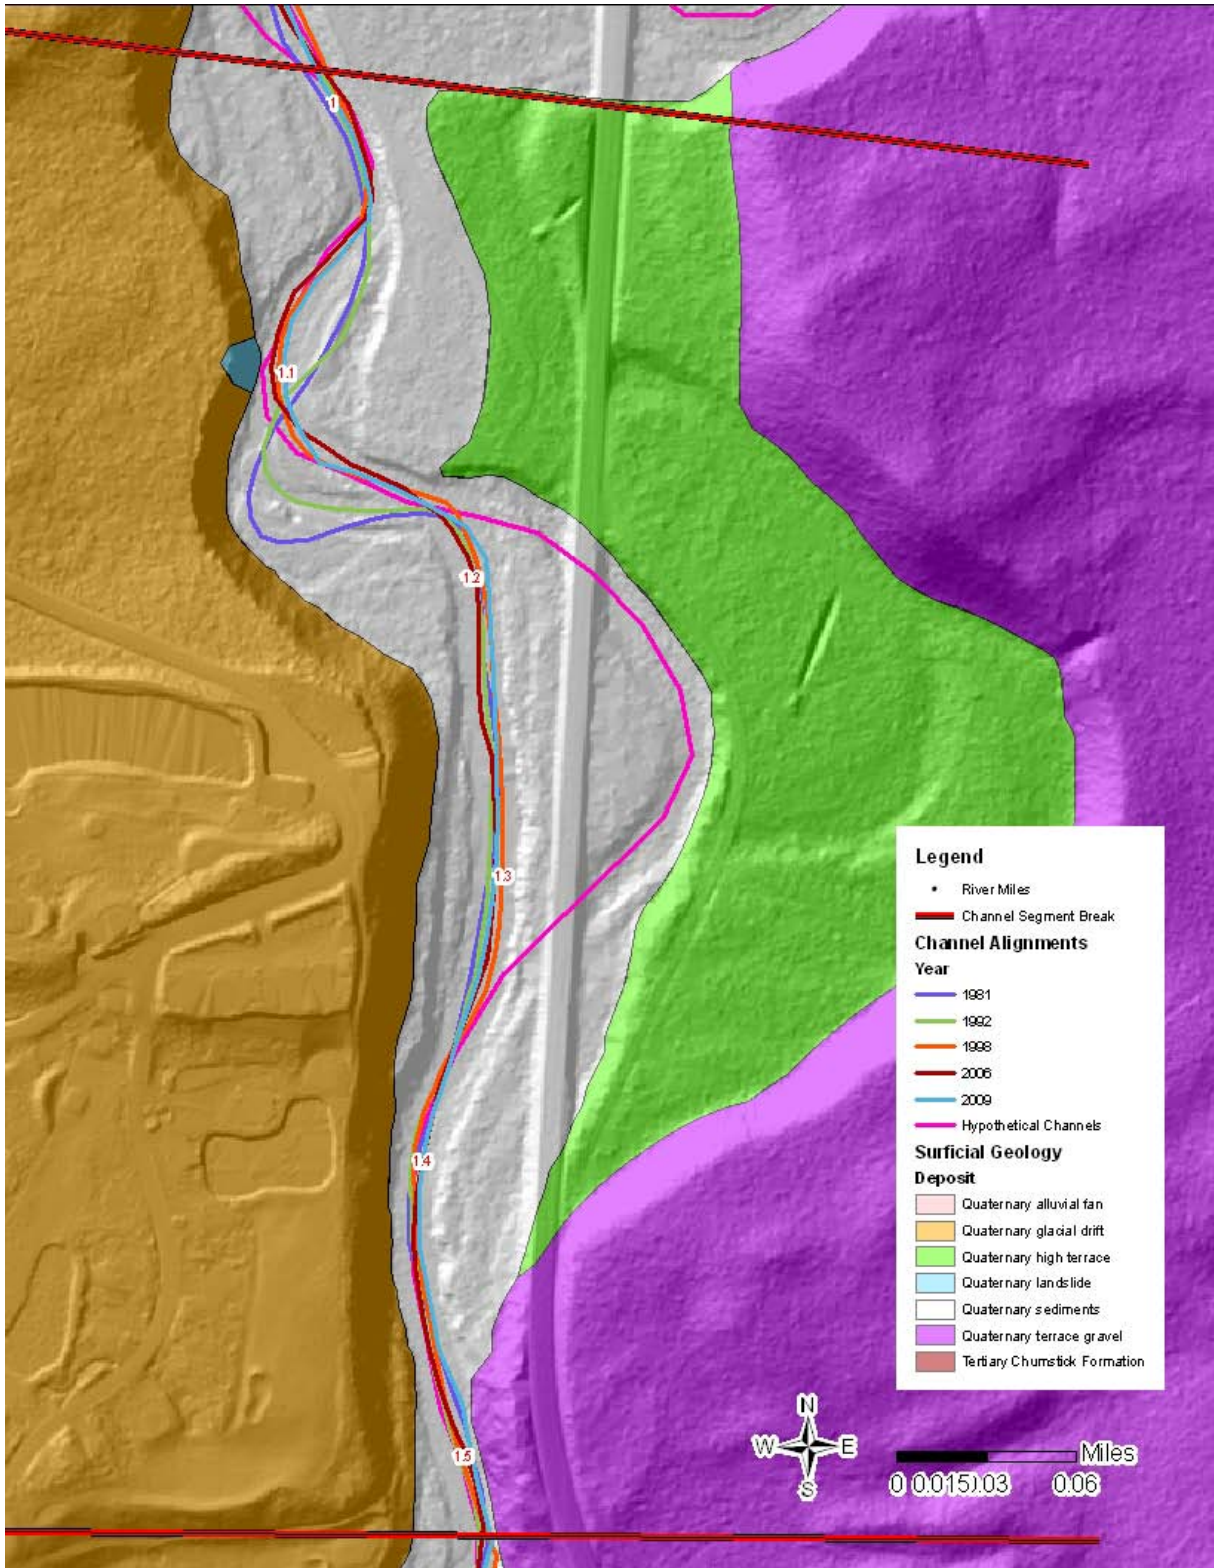 1
1.1
1.2
1.3
1.4
1.5
Legend
River Miles
Channel Segment Break
Channel Alignments
Year
1981
1992
1998
2006
2009
Hypothetical Channels
Surficial Geology
Deposit
Quaternary alluvial fan
Quaternary glacial drift
Quaternary high terrace
Quaternary landslide
Quaternary sediments
Quaternary terrace gravel
Tertiary Chumstick Formation
N
W E
S
Miles
0 0.015 0.03 0.06